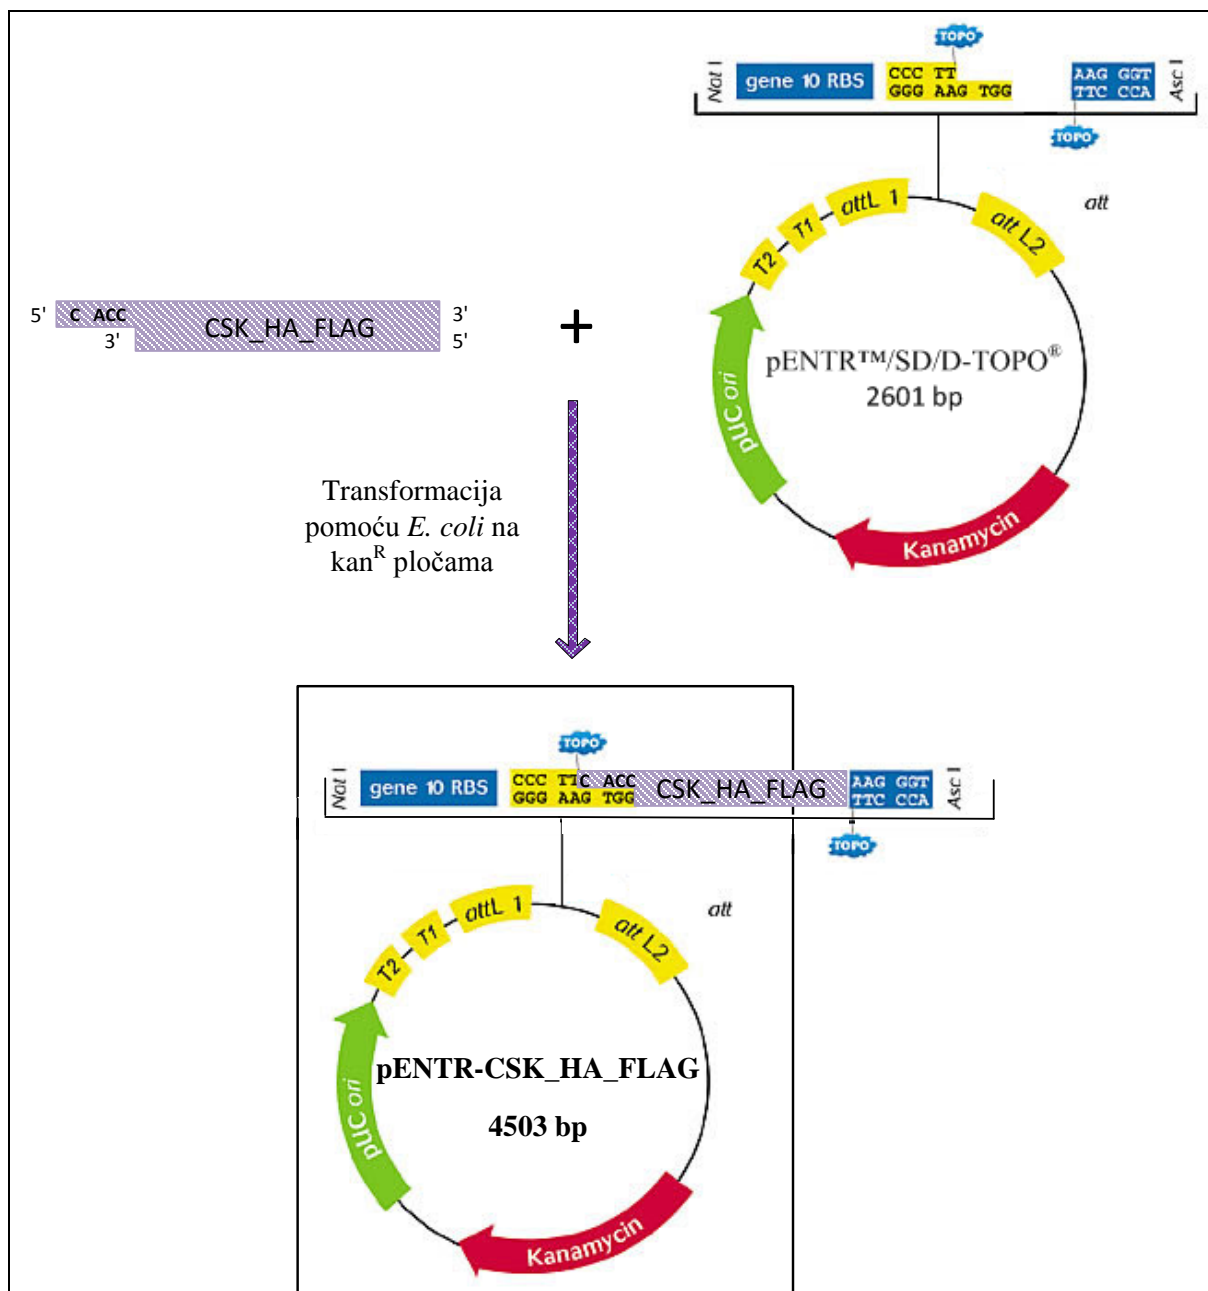 TOPO
Not I
gene 10 RBS
CCC TT
GGG AAG TGG
AAG GGT
TTC CCA
Asc I
TOPO
attL 1
att L2
att
T1
T2
5' C ACC 3'
3' CSK_HA_FLAG 5'
+
pUC ori
pENTR™/SD/D-TOPO®
2601 bp
Kanamycin
Transformacija
pomoću E. coli na
kanR pločama
TOPO
Not I
gene 10 RBS
CCC TTC ACC
GGG AAG TGG
CSK_HA_FLAG
AAG GGT
TTC CCA
Asc I
TOPO
attL 1
att L2
att
T1
T2
pUC ori
pENTR-CSK_HA_FLAG
4503 bp
Kanamycin